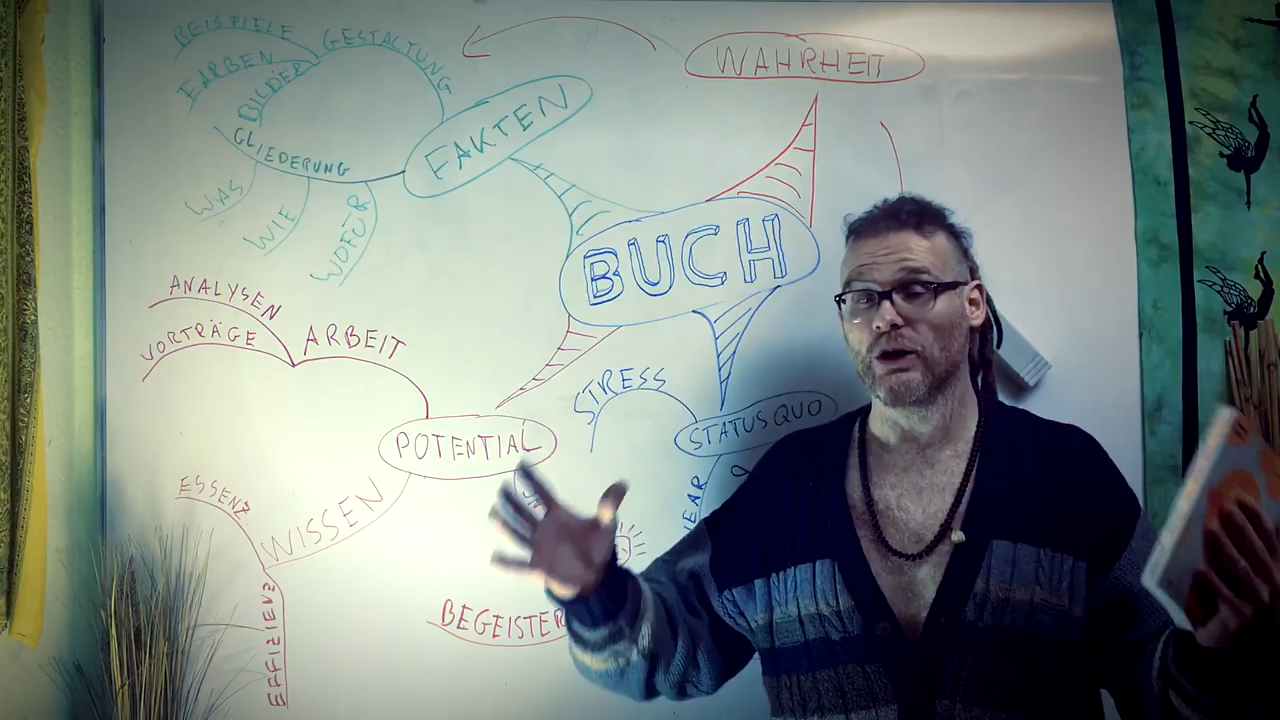 BEISPIELE
GESTALTUNG
FARBEN
BILDER
GLIEDERUNG
WAS
WIE
WOFÜR
FAKTEN
WAHRHEIT
BUCH
ANALYSEN
VORTRÄGE
ARBEIT
POTENTIAL
STRESS
STATUS QUO
ESSENZ
WISSEN
EFFIZIENZ
BEGEISTER